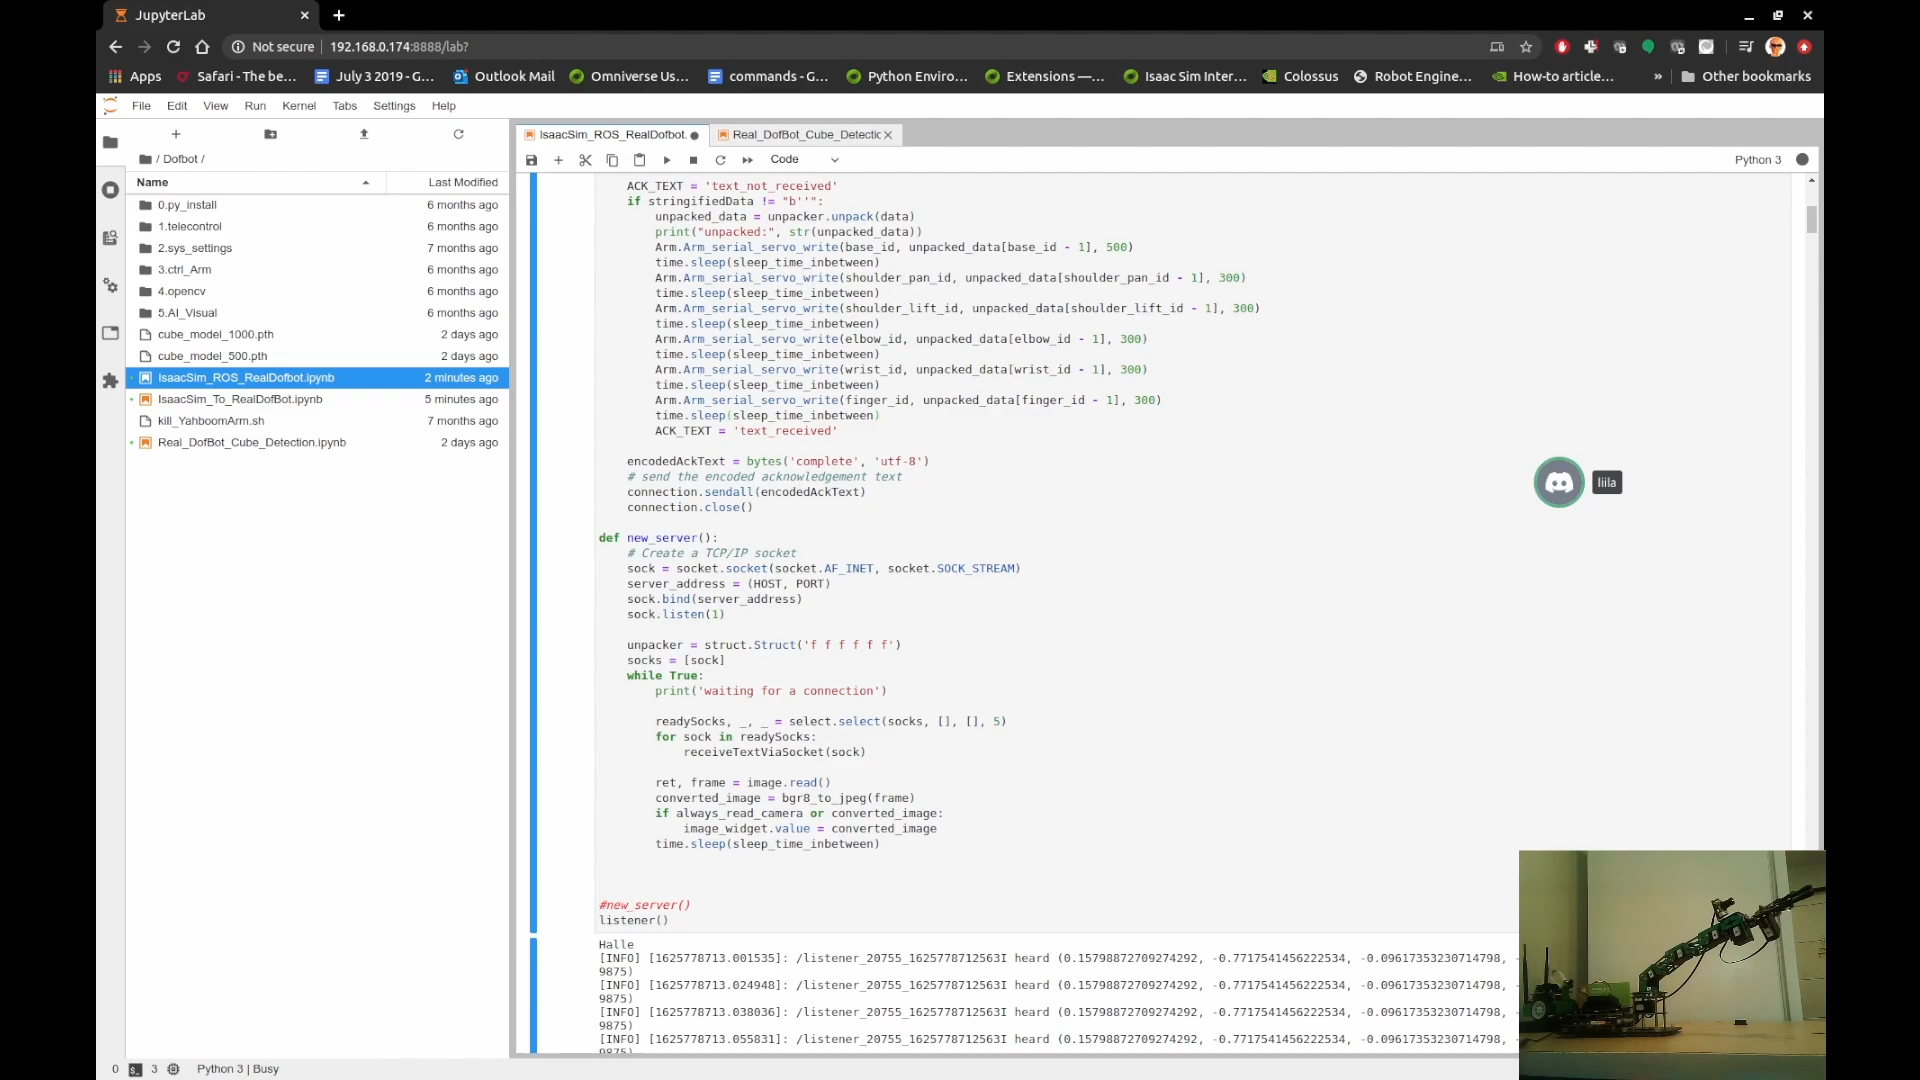 JupyterLab
Not secure 192.168.0.174:8888/lab?
Apps Safari - The be... July 3 2019 - G... Outlook Mail Omniverse Us... commands - G... Python Enviro... Extensions —... Isaac Sim Inter... Colossus Robot Engine... How-to article... » Other bookmarks
File Edit View Run Kernel Tabs Settings Help
IsaacSim_ROS_RealDofbot. Real_DofBot_Cube_Detectic
/ Dofbot /
Code
Python 3
Name Last Modified
0.py_install 6 months ago
1.telecontrol 6 months ago
2.sys_settings 7 months ago
3.ctrl_Arm 6 months ago
4.opencv 6 months ago
5.AI_Visual 6 months ago
cube_model_1000.pth 2 days ago
cube_model_500.pth 2 days ago
IsaacSim_ROS_RealDofbot.ipynb 2 minutes ago
IsaacSim_To_RealDofBot.ipynb 5 minutes ago
kill_YahboomArm.sh 7 months ago
Real_DofBot_Cube_Detection.ipynb 2 days ago
ACK_TEXT = 'text_not_received'
if stringifiedData != "b''":
unpacked_data = unpacker.unpack(data)
print("unpacked:", str(unpacked_data))
Arm.Arm_serial_servo_write(base_id, unpacked_data[base_id - 1], 500)
time.sleep(sleep_time_inbetween)
Arm.Arm_serial_servo_write(shoulder_pan_id, unpacked_data[shoulder_pan_id - 1], 300)
time.sleep(sleep_time_inbetween)
Arm.Arm_serial_servo_write(shoulder_lift_id, unpacked_data[shoulder_lift_id - 1], 300)
time.sleep(sleep_time_inbetween)
Arm.Arm_serial_servo_write(elbow_id, unpacked_data[elbow_id - 1], 300)
time.sleep(sleep_time_inbetween)
Arm.Arm_serial_servo_write(wrist_id, unpacked_data[wrist_id - 1], 300)
time.sleep(sleep_time_inbetween)
Arm.Arm_serial_servo_write(finger_id, unpacked_data[finger_id - 1], 300)
time.sleep(sleep_time_inbetween)
ACK_TEXT = 'text_received'
encodedAckText = bytes('complete', 'utf-8')
# send the encoded acknowledgement text
connection.sendall(encodedAckText)
connection.close()
liila
def new_server():
# Create a TCP/IP socket
sock = socket.socket(socket.AF_INET, socket.SOCK_STREAM)
server_address = (HOST, PORT)
sock.bind(server_address)
sock.listen(1)
unpacker = struct.Struct('f f f f f f')
socks = [sock]
while True:
print('waiting for a connection')
readySocks, _, _ = select.select(socks, [], [], 5)
for sock in readySocks:
receiveTextViaSocket(sock)
ret, frame = image.read()
converted_image = bgr8_to_jpeg(frame)
if always_read_camera or converted_image:
image_widget.value = converted_image
time.sleep(sleep_time_inbetween)
#new_server()
listener()
Halle
[INFO] [1625778713.001535]: /listener_20755_1625778712563I heard (0.15798872709274292, -0.7717541456222534, -0.09617353230714798, -
9875)
[INFO] [1625778713.024948]: /listener_20755_1625778712563I heard (0.15798872709274292, -0.7717541456222534, -0.09617353230714798, -
9875)
[INFO] [1625778713.038036]: /listener_20755_1625778712563I heard (0.15798872709274292, -0.7717541456222534, -0.09617353230714798, -
9875)
[INFO] [1625778713.055831]: /listener_20755_1625778712563I heard (0.15798872709274292, -0.7717541456222534, -0.09617353230714798, -
9875)
0 3 Python 3 | Busy